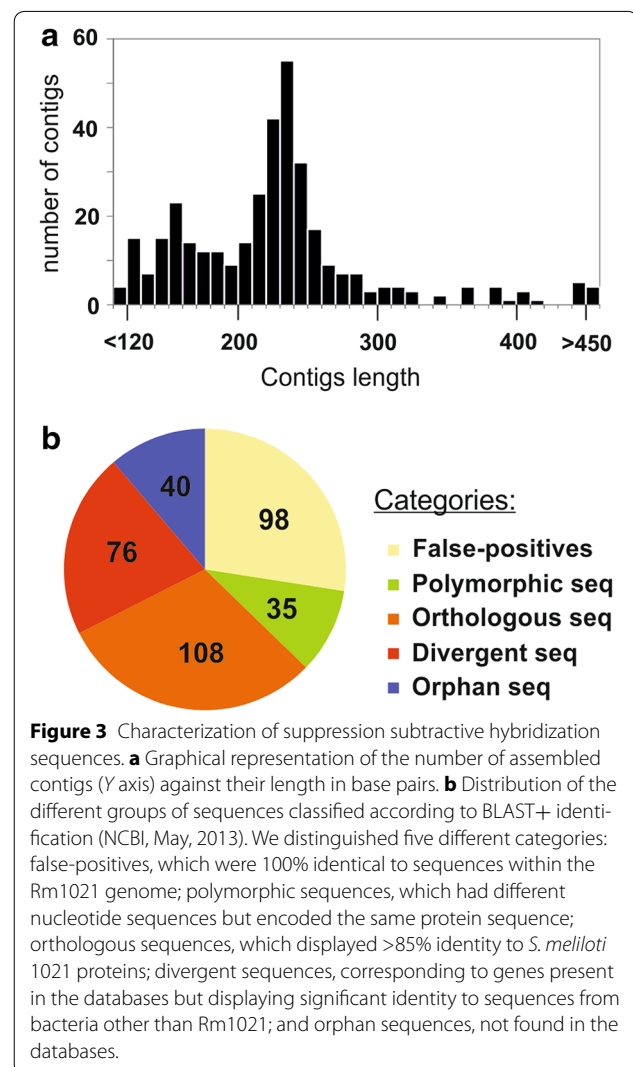 a
60
40
20
0
number of contigs
<120
200
300
400
>450
Contigs length
b
40
98
76
35
108
Categories:
False-positives
Polymorphic seq
Orthologous seq
Divergent seq
Orphan seq
Figure 3 Characterization of suppression subtractive hybridization
sequences. a Graphical representation of the number of assembled
contigs (Y axis) against their length in base pairs. b Distribution of the
different groups of sequences classified according to BLAST+ identi-
fication (NCBI, May, 2013). We distinguished five different categories:
false-positives, which were 100% identical to sequences within the
Rm1021 genome; polymorphic sequences, which had different
nucleotide sequences but encoded the same protein sequence;
orthologous sequences, which displayed >85% identity to S. meliloti
1021 proteins; divergent sequences, corresponding to genes present
in the databases but displaying significant identity to sequences from
bacteria other than Rm1021; and orphan sequences, not found in the
databases.